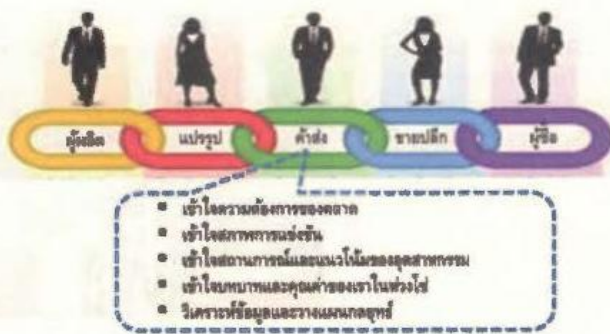 ผู้ผลิต
แปรรูป
ค้าส่ง
ขายปลีก
ผู้ซื้อ
• เข้าใจความต้องการของตลาด
• เข้าใจสภาพการแข่งขัน
• เข้าใจสถานการณ์และแนวโน้มของอุตสาหกรรม
• เข้าใจบทบาทและคุณค่าของเราในห่วงโซ่
• วิเคราะห์ข้อมูลและวางแผนกลยุทธ์